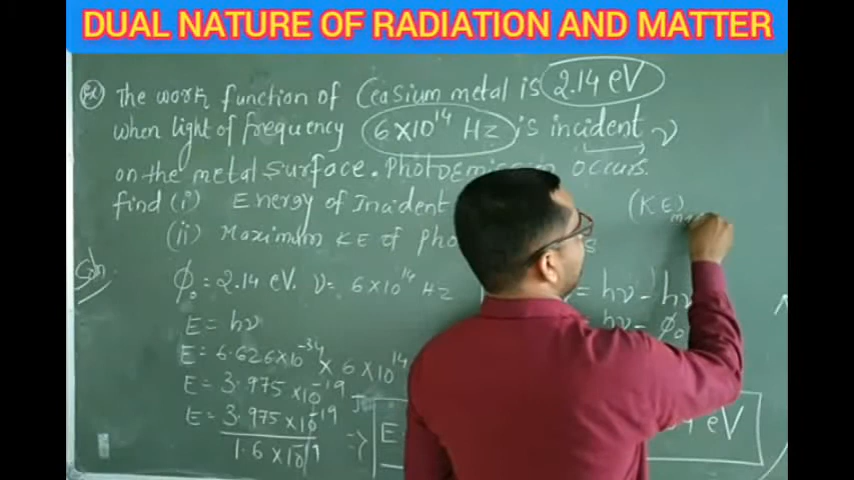 DUAL NATURE OF RADIATION AND MATTER
Ex The work function of Ceasium metal is 2.14 eV
when light of frequency 6×10¹⁴ Hz is incident ν
on the metal surface. Photoemission occurs.
find (i) Energy of Incident (KE)
(ii) Maximum KE of Pho s
Soln.
ϕ₀ = 2.14 eV. ν = 6×10¹⁴ Hz = hν - hν
E = hν = hν - ϕ₀
E = 6.626×10⁻³⁴ × 6×10¹⁴
E = 3.975×10⁻¹⁹ J
E = 3.975×10⁻¹⁹
1.6×10⁻¹⁹ ⇒ E eV